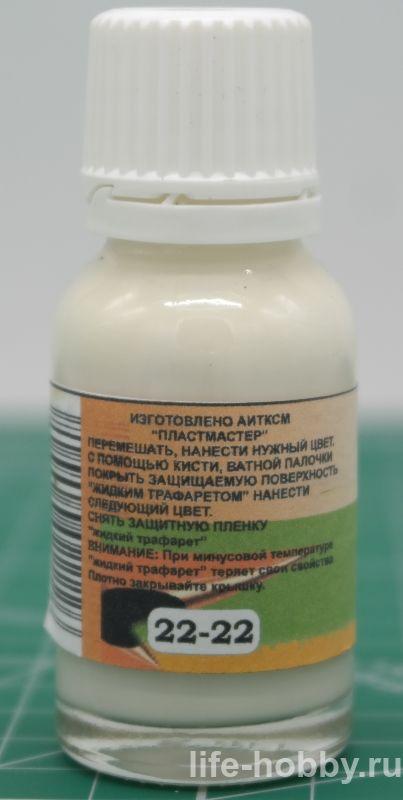 ИЗГОТОВЛЕНО АИТКСМ
"ПЛАСТМАСТЕР"
ПЕРЕМЕШАТЬ, НАНЕСТИ НУЖНЫЙ ЦВЕТ.
С ПОМОЩЬЮ КИСТИ, ВАТНОЙ ПАЛОЧКИ
ПОКРЫТЬ ЗАЩИЩАЕМУЮ ПОВЕРХНОСТЬ
"ЖИДКИМ ТРАФАРЕТОМ" НАНЕСТИ
СЛЕДУЮЩИЙ ЦВЕТ.
СНЯТЬ ЗАЩИТНУЮ ПЛЕНКУ
"жидкий трафарет"
ВНИМАНИЕ: При минусовой температуре
"жидкий трафарет" теряет свои свойства
Плотно закрывайте крышку.
22-22
life-hobby.ru